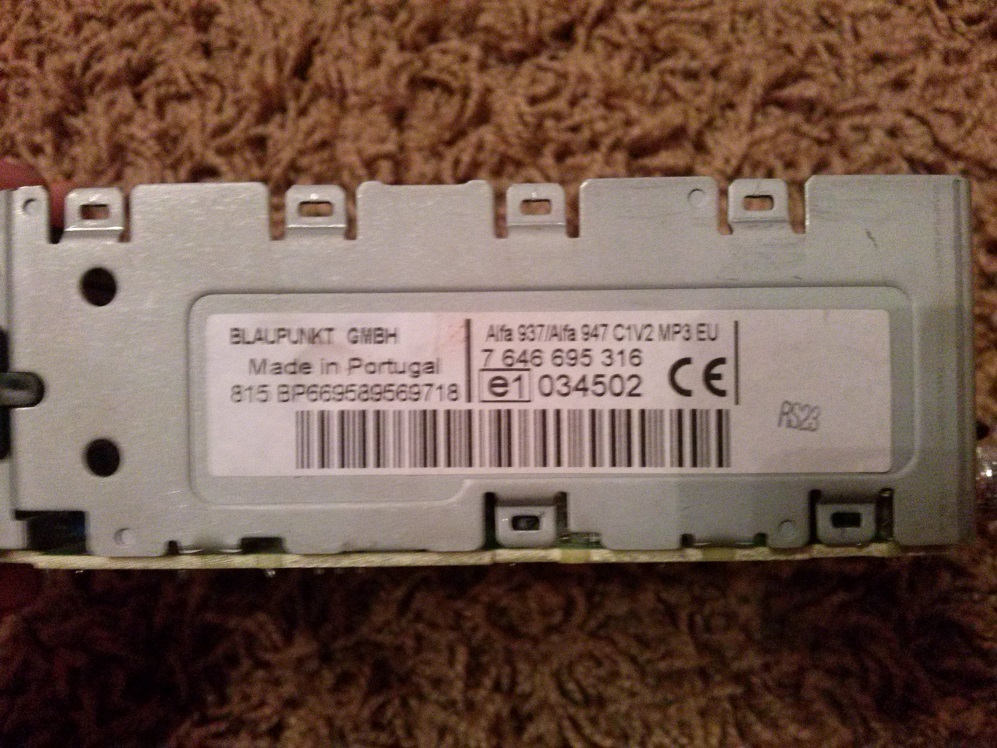 BLAUPUNKT GMBH
Made in Portugal
815 BP669589569718
Alfa 937/Alfa 947 C1V2 MP3 EU
7 646 695 316
e1 034502 CE
RS23